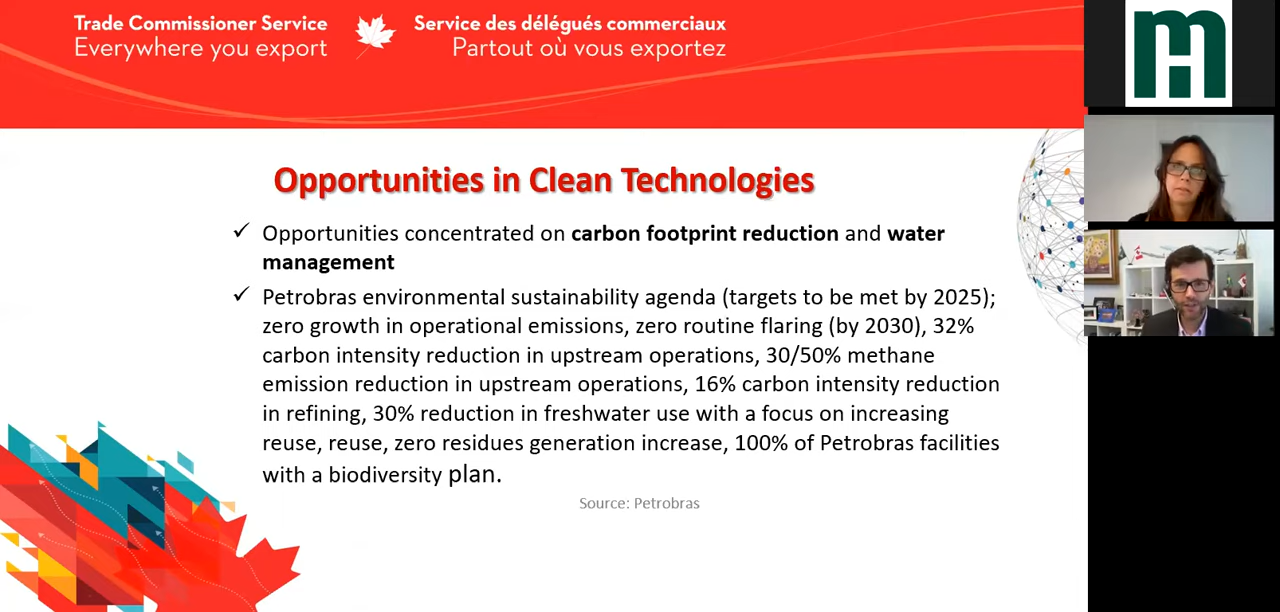 Trade Commissioner Service
Everywhere you export
Service des délégués commerciaux
Partout où vous exportez
Opportunities in Clean Technologies
✓ Opportunities concentrated on carbon footprint reduction and water
management
✓ Petrobras environmental sustainability agenda (targets to be met by 2025);
zero growth in operational emissions, zero routine flaring (by 2030), 32%
carbon intensity reduction in upstream operations, 30/50% methane
emission reduction in upstream operations, 16% carbon intensity reduction
in refining, 30% reduction in freshwater use with a focus on increasing
reuse, reuse, zero residues generation increase, 100% of Petrobras facilities
with a biodiversity plan.
Source: Petrobras